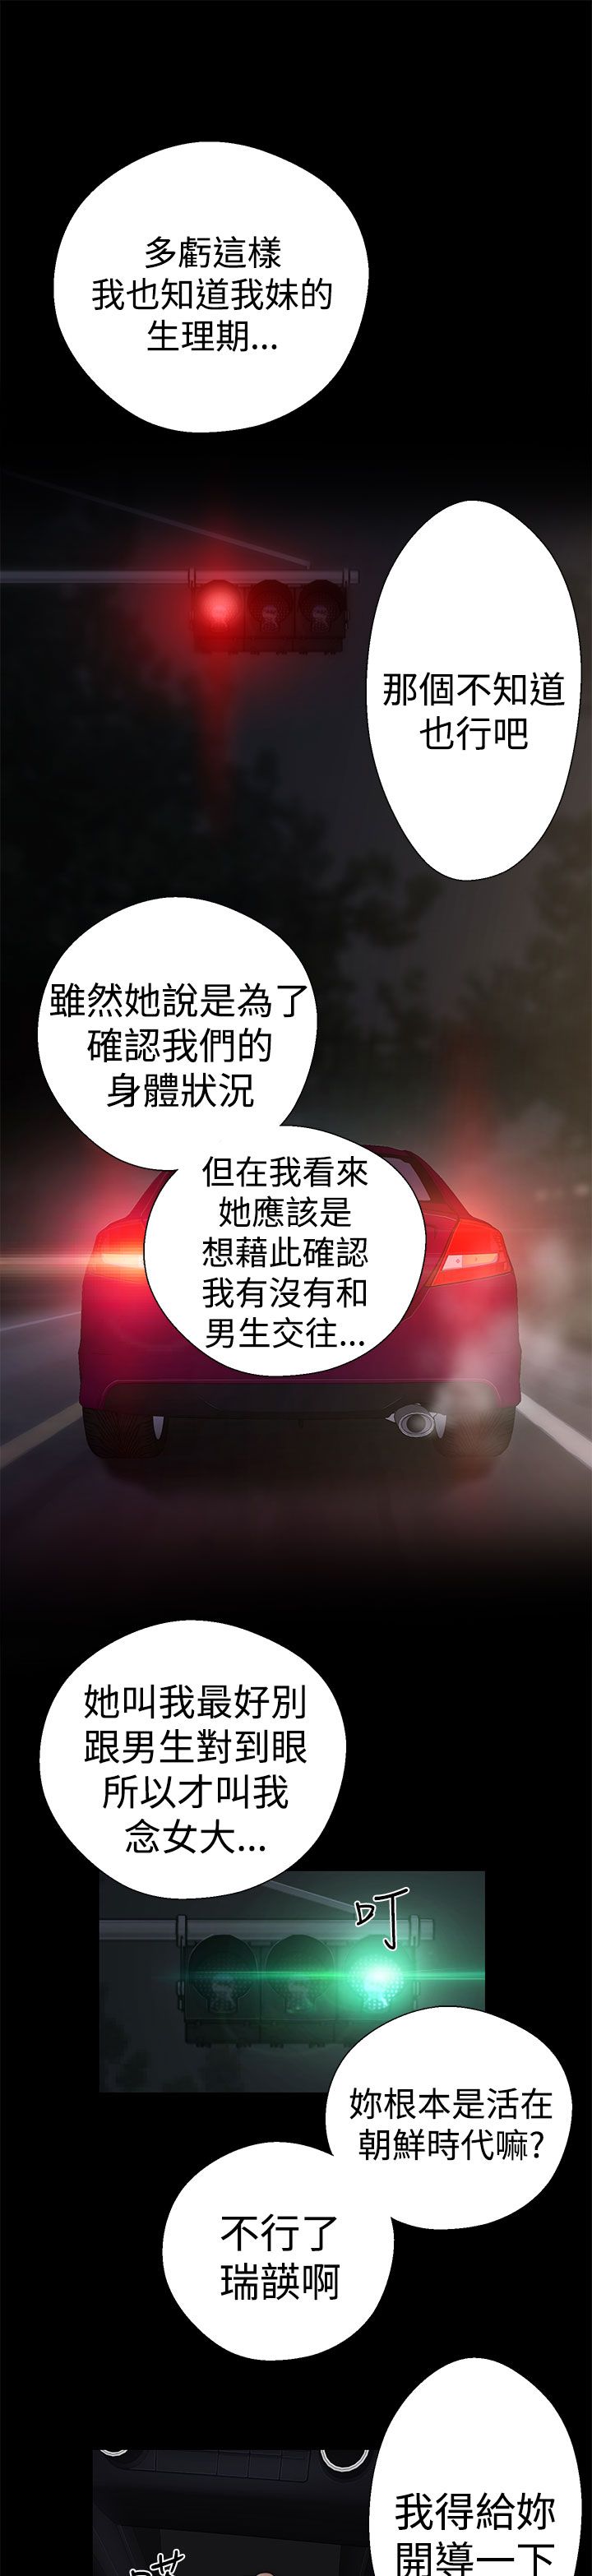 多虧這樣
我也知道我妹的
生理期...
那個不知道
也行吧
雖然她說是為了
確認我們的
身體狀況
但在我看來
她應該是
想藉此確認
我有沒有和
男生交往...
她叫我最好別
跟男生對到眼
所以才叫我
念女大...
叮
妳根本是活在
朝鮮時代嘛?
不行了
瑞韺啊
我得給妳
開導一下